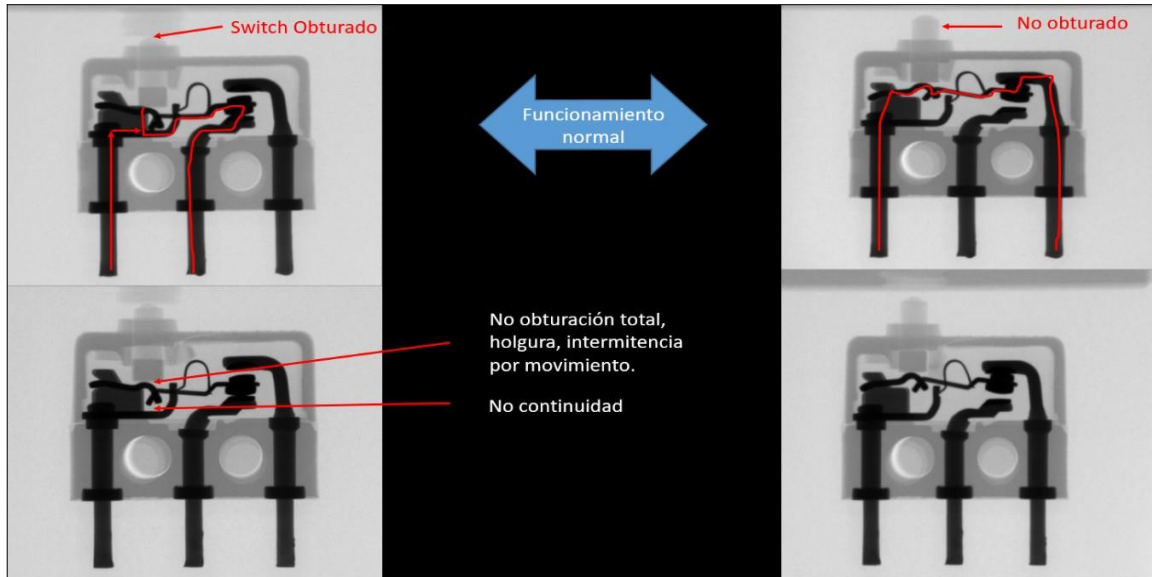 Switch Obturado
No obturado
Funcionamiento
normal
No obturación total,
holgura, intermitencia
por movimiento.
No continuidad